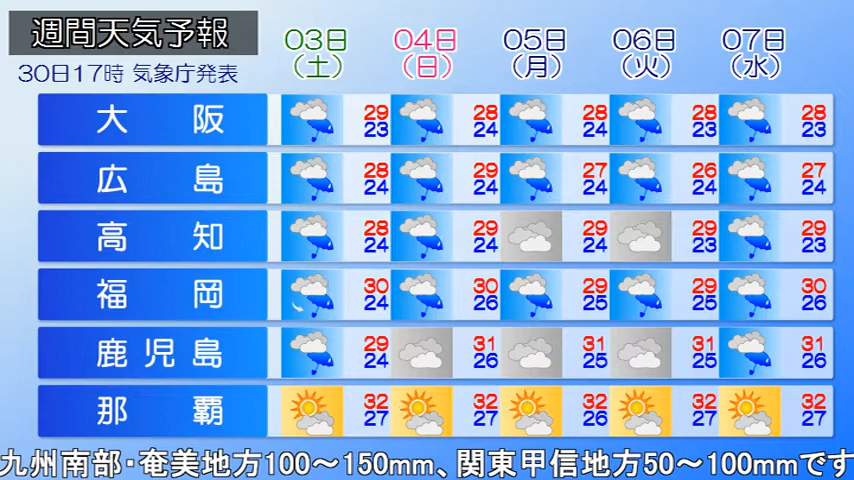 週間天気予報
30日17時 気象庁発表
03日 04日 05日 06日 07日
(土) (日) (月) (火) (水)
大阪 29 23 28 24 28 24 28 23 28 23
広島 28 24 29 24 27 24 26 24 27 24
高知 28 24 29 24 29 24 29 23 29 23
福岡 30 24 30 26 29 25 29 25 30 26
鹿児島 29 24 31 26 31 25 31 25 31 26
那覇 32 27 32 27 32 26 32 27 32 27
九州南部・奄美地方100～150mm、関東甲信地方50～100mmです